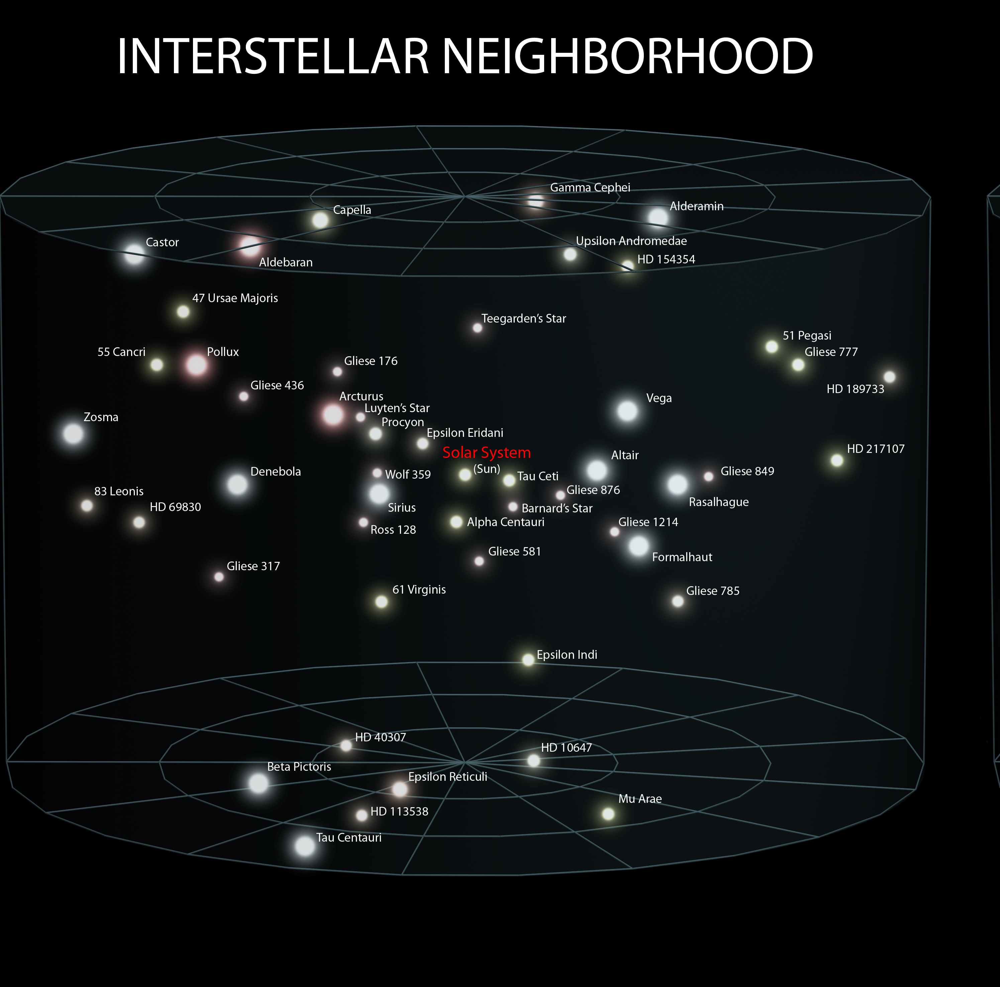 INTERSTELLAR NEIGHBORHOOD
Gamma Cephei
Alderamin
Capella
Castor
Upsilon Andromedae
HD 154354
Aldebaran
47 Ursae Majoris
Teegarden's Star
51 Pegasi
55 Cancri
Pollux
Gliese 777
Gliese 176
Gliese 436
HD 189733
Arcturus
Vega
Luyten's Star
Zosma
Procyon
Epsilon Eridani
HD 217107
Solar System
(Sun)
Altair
Denebola
Wolf 359
Tau Ceti
Gliese 849
83 Leonis
Gliese 876
Rasalhague
HD 69830
Sirius
Barnard's Star
Ross 128
Alpha Centauri
Gliese 1214
Gliese 581
Formalhaut
Gliese 317
61 Virginis
Gliese 785
Epsilon Indi
HD 40307
HD 10647
Beta Pictoris
Epsilon Reticuli
Mu Arae
HD 113538
Tau Centauri